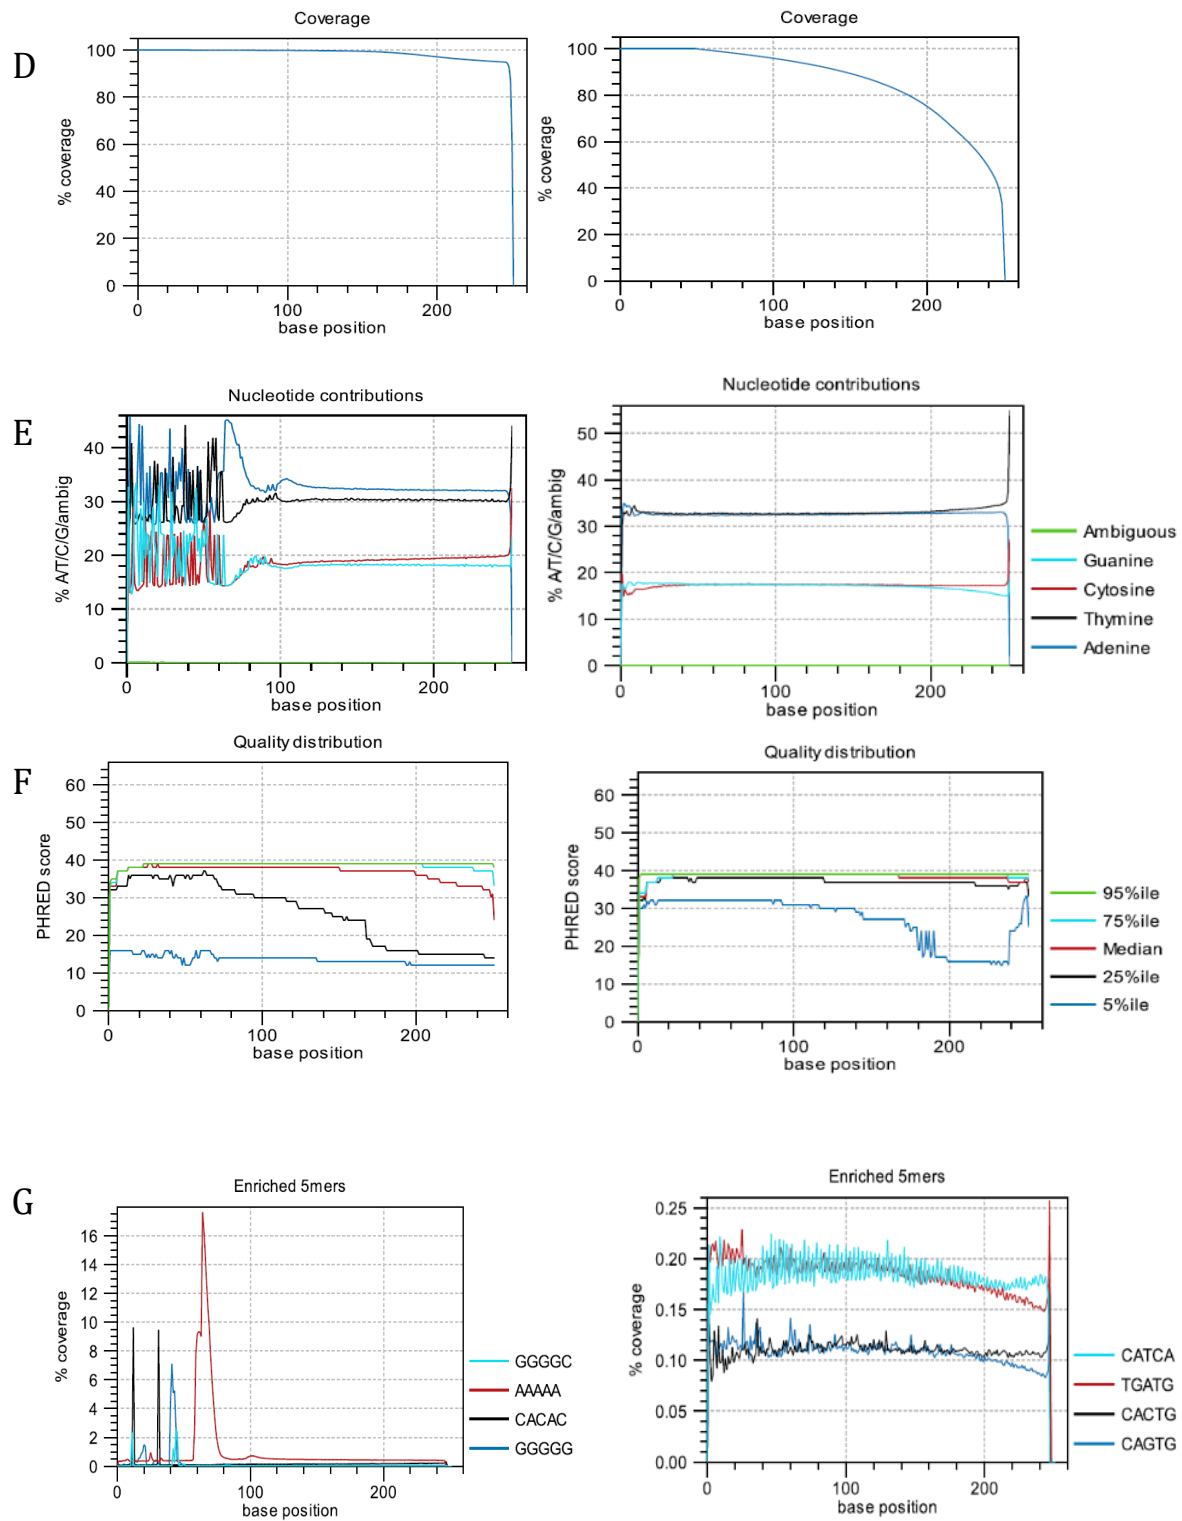 D
Coverage
100
80
60
40
20
0
% coverage
0
100
200
base position
Coverage
100
80
60
40
20
0
% coverage
0
100
200
base position
E
Nucleotide contributions
40
30
20
10
0
% A/T/C/G/ambig
0
100
200
base position
Nucleotide contributions
50
40
30
20
10
0
% A/T/C/G/ambig
0
100
200
base position
Ambiguous
Guanine
Cytosine
Thymine
Adenine
F
Quality distribution
60
50
40
30
20
10
0
PHRED score
0
100
200
base position
Quality distribution
60
50
40
30
20
10
0
PHRED score
0
100
200
base position
95%ile
75%ile
Median
25%ile
5%ile
G
Enriched 5mers
16
14
12
10
8
6
4
2
0
% coverage
0
100
200
base position
GGGGC
AAAAA
CACAC
GGGGG
Enriched 5mers
0.25
0.20
0.15
0.10
0.05
0.00
% coverage
0
100
200
base position
CATCA
TGATG
CACTG
CAGTG